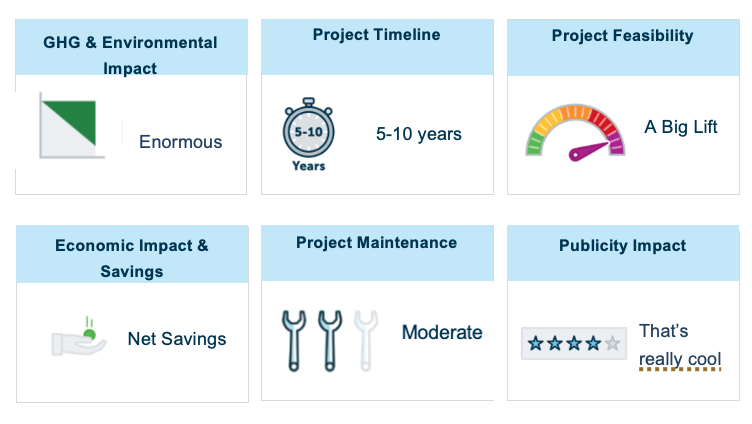 GHG & Environmental
Impact
Enormous
Project Timeline
5-10
Years
5-10 years
Project Feasibility
A Big Lift
Economic Impact &
Savings
Net Savings
Project Maintenance
Moderate
Publicity Impact
That's
really cool